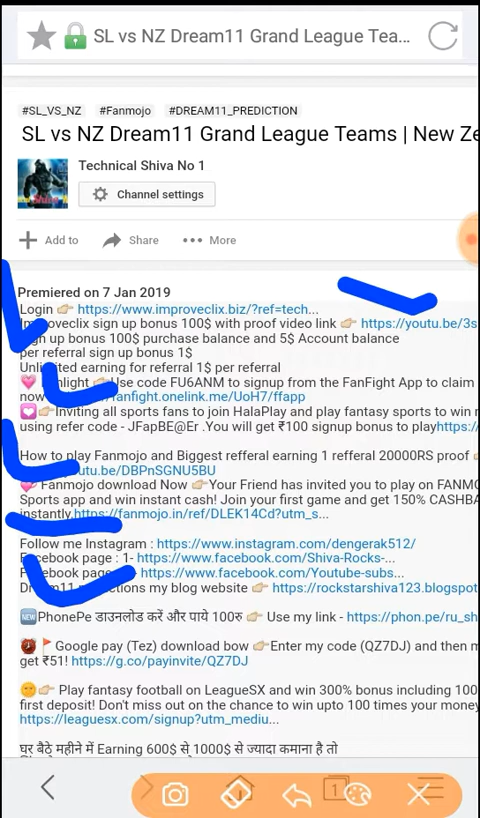 SL vs NZ Dream11 Grand League Tea...
#SL_VS_NZ #Fanmojo #DREAM11_PREDICTION
SL vs NZ Dream11 Grand League Teams | New Ze
Technical Shiva No 1
Channel settings
Add to Share More
Premiered on 7 Jan 2019
Login 👉 https://www.improveclix.biz/?ref=tech...
Improveclix sign up bonus 100$ with proof video link 👉 https://youtu.be/3s
up bonus 100$ purchase balance and 5$ Account balance
per referral sign up bonus 1$
Unlimited earning for referral 1$ per referral
Use code FU6ANM to signup from the FanFight App to claim
now fanfight.onelink.me/UoH7/ffapp
💟👉Inviting all sports fans to join HalaPlay and play fantasy sports to win r
using refer code - JFapBE@Er .You will get ₹100 signup bonus to playhttps:/
How to play Fanmojo and Biggest refferal earning 1 refferal 20000RS proof
utu.be/DBPnSGNU5BU
Fanmojo download Now 👉Your Friend has invited you to play on FANMO
Sports app and win instant cash! Join your first game and get 150% CASHBA
instantly.https://fanmojo.in/ref/DLEK14Cd?utm_s...
Follow me Instagram : https://www.instagram.com/dengerak512/
Facebook page : 1- https://www.facebook.com/Shiva-Rocks-...
Facebook page https://www.facebook.com/Youtube-subs...
my blog website 👉 https://rockstarshiva123.blogspot
🆕PhonePe डाउनलोड करें और पाये 100रु 👉 Use my link - https://phon.pe/ru_sh
⏰🚩Google pay (Tez) download bow 👉Enter my code (QZ7DJ) and then m
get ₹51! https://g.co/payinvite/QZ7DJ
🌞👉 Play fantasy football on LeagueSX and win 300% bonus including 100
first deposit! Don't miss out on the chance to win upto 100 times your money
https://leaguesx.com/signup?utm_mediu...
घर बैठे महीने में Earning 600$ से 1000$ से ज्यादा कमाना है तो
1